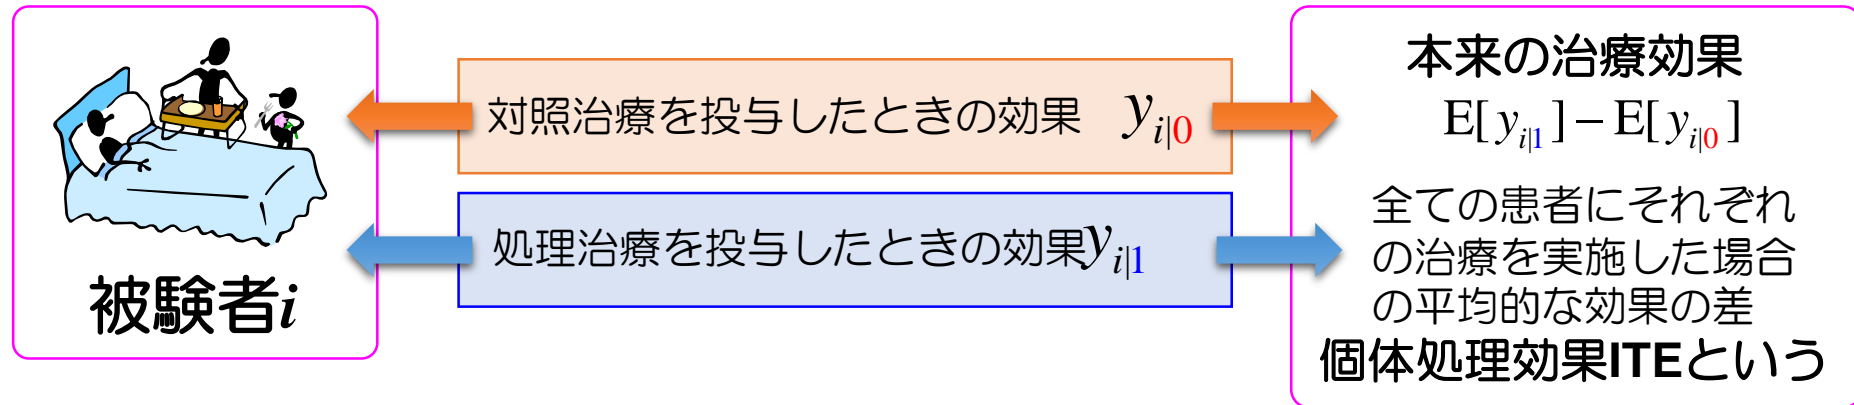 被験者i
対照治療を投与したときの効果 y_{i|0}
処理治療を投与したときの効果 y_{i|1}
本来の治療効果
E[y_{i|1}] − E[y_{i|0}]
全ての患者にそれぞれ
の治療を実施した場合
の平均的な効果の差
個体処理効果ITEという